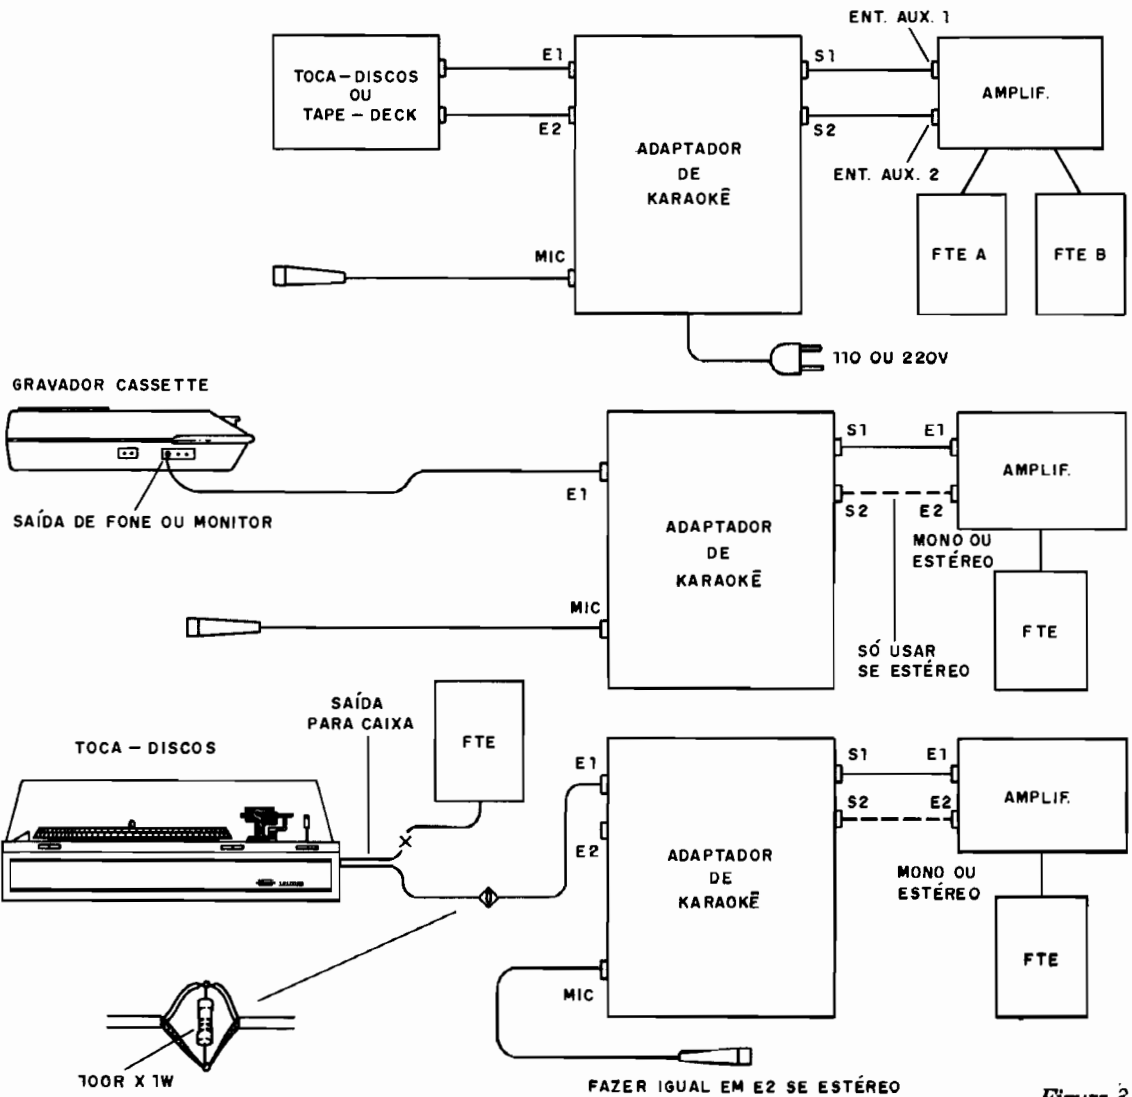 ENT. AUX. 1
TOCA-DISCOS
OU
TAPE-DECK
E1
E2
ADAPTADOR
DE
KARAOKÊ
MIC
S1
S2
AMPLIF.
ENT. AUX. 2
FTE A
FTE B
110 OU 220V
GRAVADOR CASSETTE
SAÍDA DE FONE OU MONITOR
E1
MIC
ADAPTADOR
DE
KARAOKÊ
S1
S2
E1
E2
AMPLIF.
MONO OU
ESTÉREO
SÓ USAR
SE ESTÉREO
FTE
TOCA-DISCOS
SAÍDA
PARA CAIXA
FTE
E1
E2
MIC
ADAPTADOR
DE
KARAOKÊ
S1
S2
E1
E2
AMPLIF.
MONO OU
ESTÉREO
FTE
100R X 1W
FAZER IGUAL EM E2 SE ESTÉREO